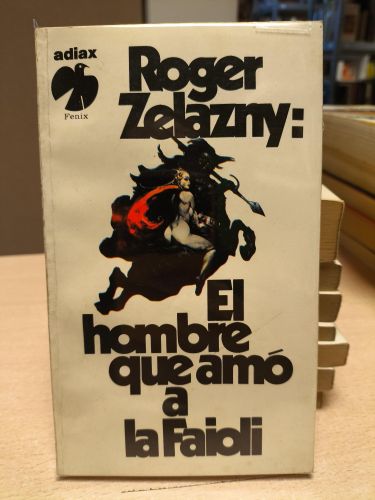 adiax
Fenix
Roger
Zelazny:
El
hombre
que amó
a
la Faioli